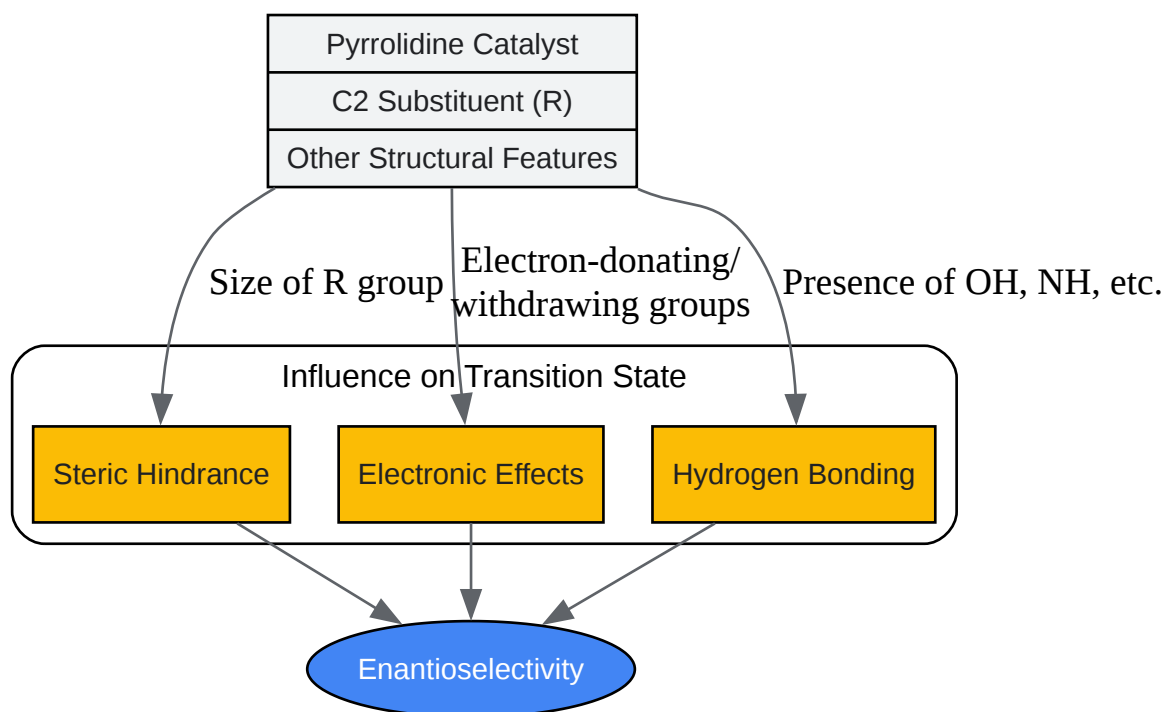 Pyrrolidine Catalyst
C2 Substituent (R)
Other Structural Features
Size of R group
Electron-donating/
withdrawing groups
Presence of OH, NH, etc.
Influence on Transition State
Steric Hindrance
Electronic Effects
Hydrogen Bonding
Enantioselectivity